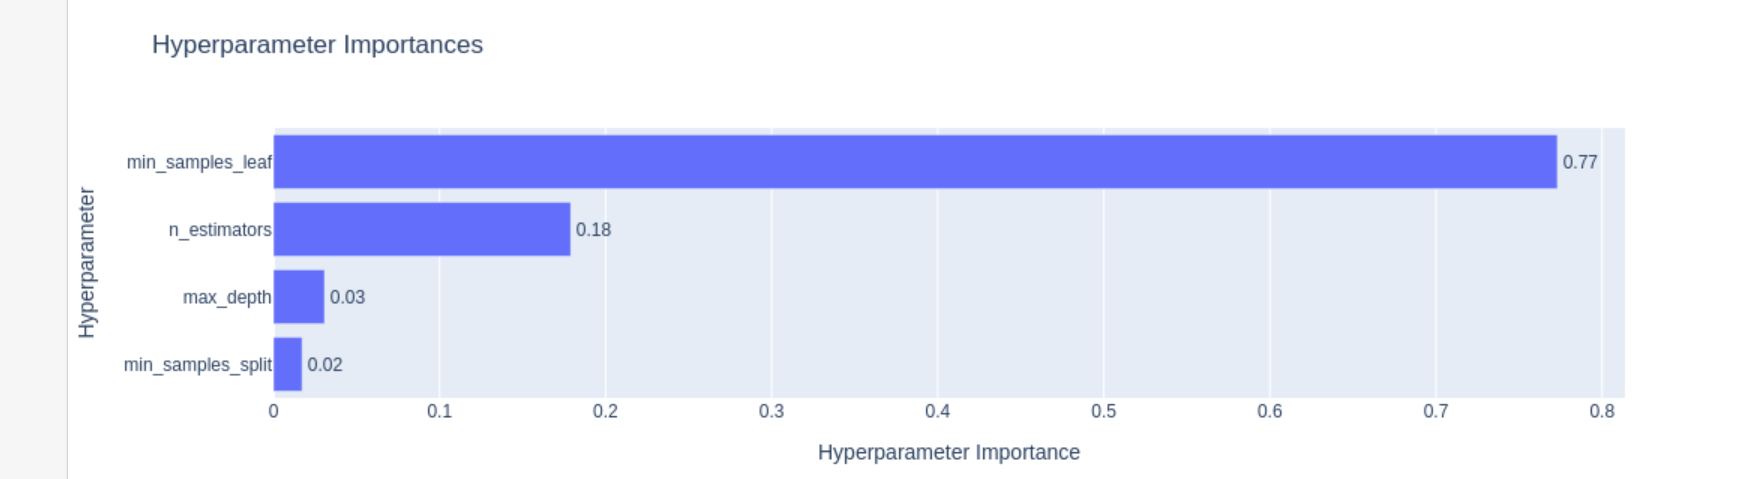 Hyperparameter Importances
Hyperparameter
min_samples_leaf 0.77
n_estimators 0.18
max_depth 0.03
min_samples_split 0.02
0 0.1 0.2 0.3 0.4 0.5 0.6 0.7 0.8
Hyperparameter Importance